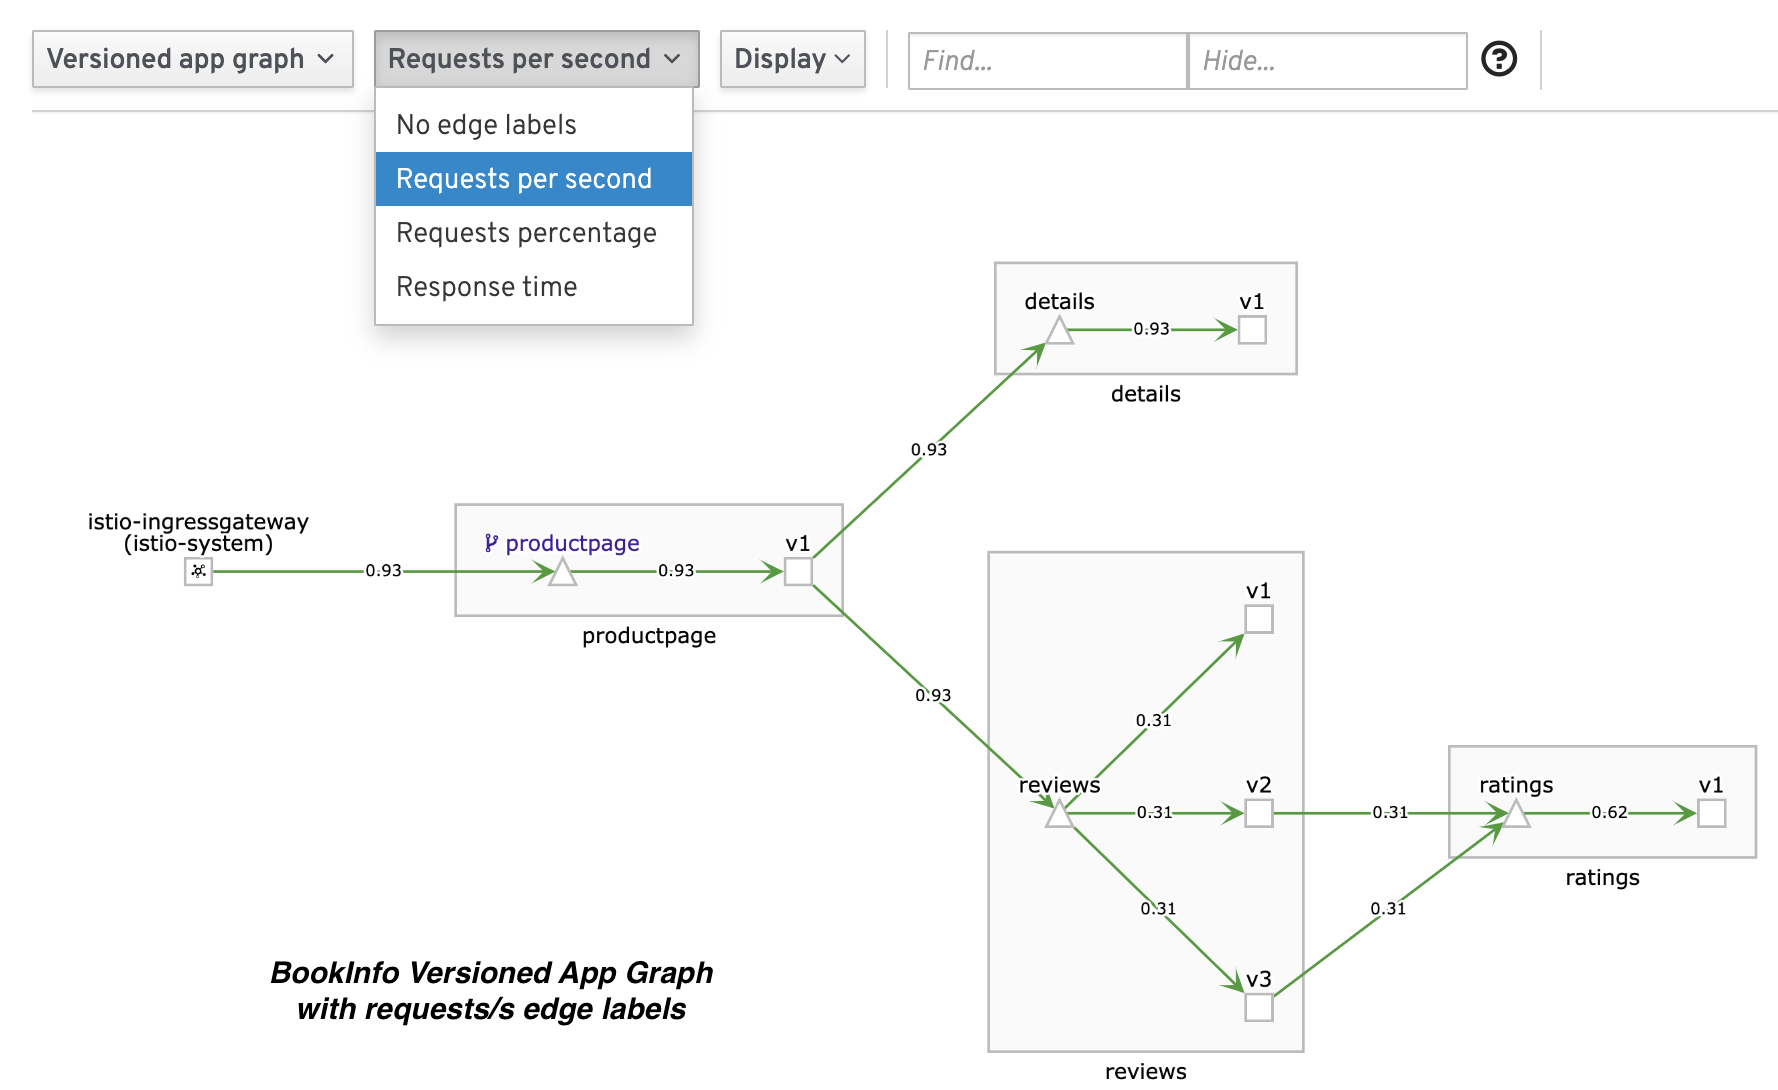 Versioned app graph
Requests per second
Display
Find...
Hide...
No edge labels
Requests per second
Requests percentage
Response time
details
v1
0.93
details
0.93
istio-ingressgateway
(istio-system)
0.93
productpage
v1
0.93
productpage
0.93
v1
0.31
reviews
v2
0.31
0.31
ratings
v1
0.62
ratings
0.31
0.31
v3
reviews
BookInfo Versioned App Graph
with requests/s edge labels